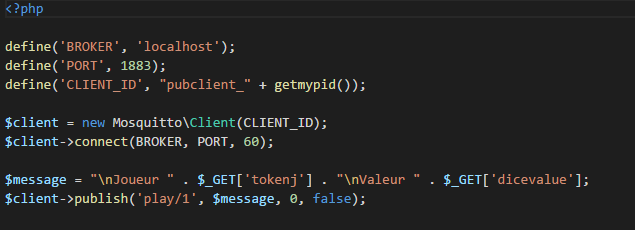 <?php
define('BROKER', 'localhost');
define('PORT', 1883);
define('CLIENT_ID', "pubclient_" + getmypid());
$client = new Mosquitto\Client(CLIENT_ID);
$client->connect(BROKER, PORT, 60);
$message = "\nJoueur " . $_GET['tokenj'] . "\nValeur " . $_GET['dicevalue'];
$client->publish('play/1', $message, 0, false);